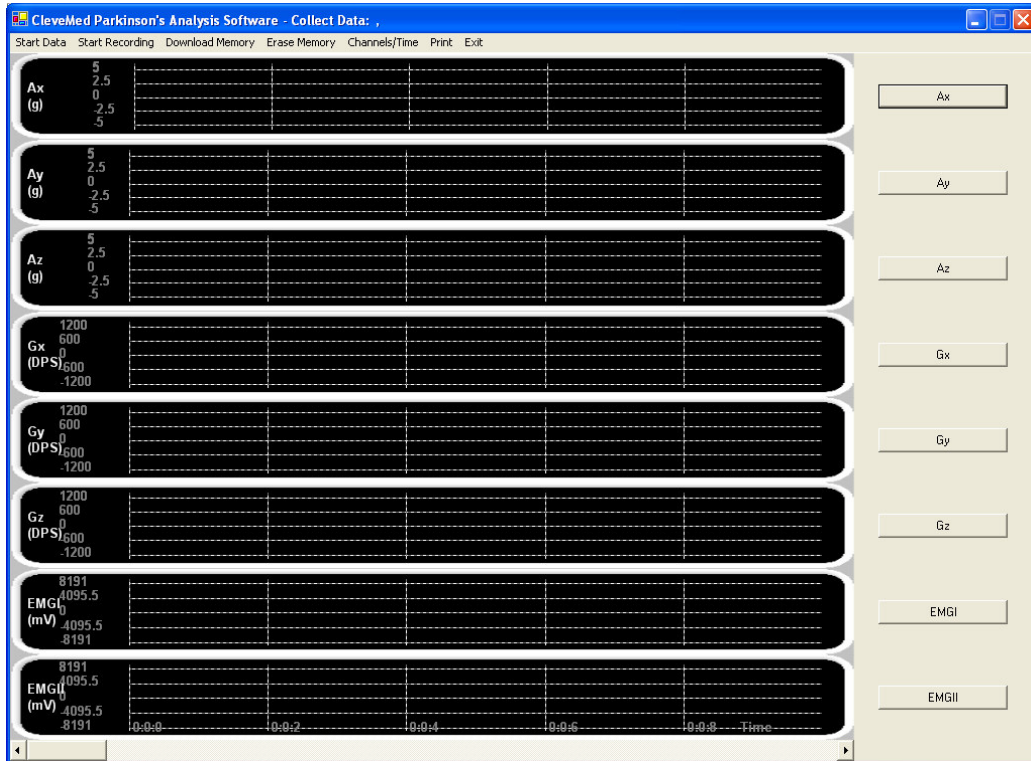 CleveMed Parkinson's Analysis Software - Collect Data: ,
Start Data Start Recording Download Memory Erase Memory Channels/Time Print Exit
Ax
(g)
5
2.5
0
-2.5
-5
Ax
Ay
(g)
5
2.5
0
-2.5
-5
Ay
Az
(g)
5
2.5
0
-2.5
-5
Az
Gx
(DPS)
1200
600
0
-600
-1200
Gx
Gy
(DPS)
1200
600
0
-600
-1200
Gy
Gz
(DPS)
1200
600
0
-600
-1200
Gz
EMGI
(mV)
8191
4095.5
0
-4095.5
-8191
EMGI
EMGII
(mV)
8191
4095.5
0
-4095.5
-8191
EMGII
0:0:0 0:0:2 0:0:4 0:0:6 0:0:8 Time